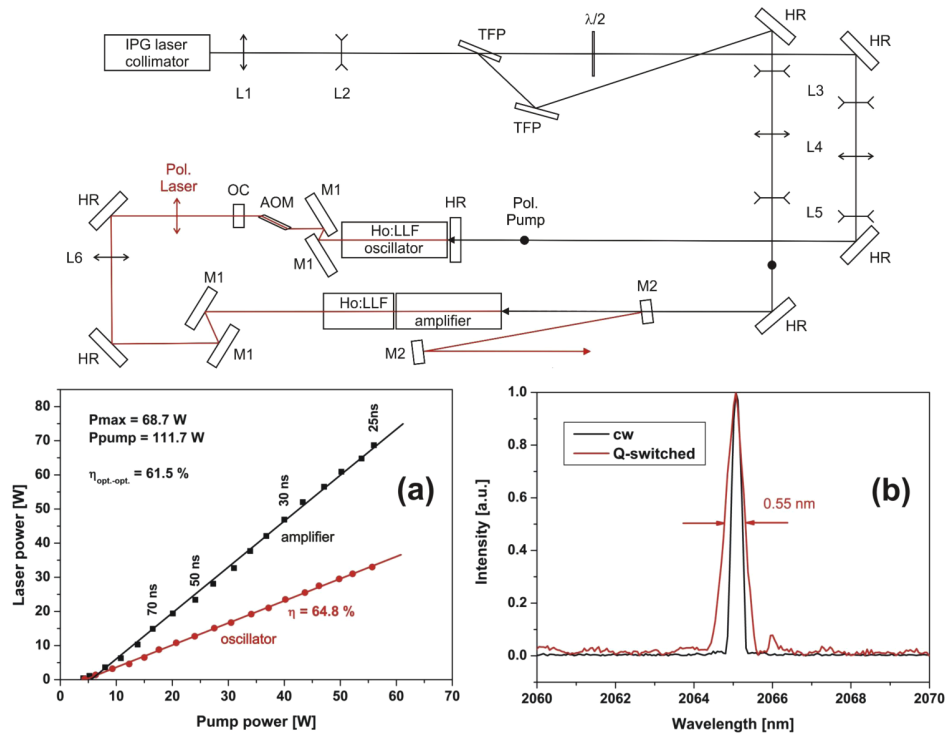 IPG laser
collimator
L1
L2
TFP
TFP
λ/2
HR
HR
L3
L4
L5
HR
HR
Pol.
Laser
OC
AOM
M1
M1
Ho:LLF
oscillator
HR
Pol.
Pump
HR
L6
HR
M1
M1
Ho:LLF
amplifier
M2
M2
Pmax = 68.7 W
Ppump = 111.7 W
ηopt.-opt. = 61.5 %
(a)
70 ns
50 ns
30 ns
25ns
amplifier
η = 64.8 %
oscillator
Laser power [W]
80
70
60
50
40
30
20
10
0
0 10 20 30 40 50 60 70
Pump power [W]
cw
Q-switched
(b)
0.55 nm
Intensity [a.u.]
1.0
0.8
0.6
0.4
0.2
0.0
2060 2062 2064 2066 2068 2070
Wavelength [nm]